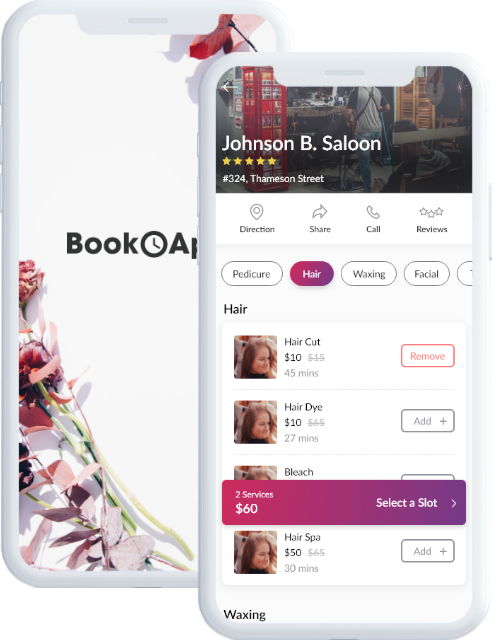 BookAp
Johnson B. Saloon
#324, Thameson Street
Direction
Share
Call
Reviews
Pedicure
Hair
Waxing
Facial
Hair
Hair Cut
$10 $15
45 mins
Remove
Hair Dye
$10 $65
27 mins
Add +
Bleach
2 Services
$60
Select a Slot >
Hair Spa
$50 $65
30 mins
Add +
Waxing